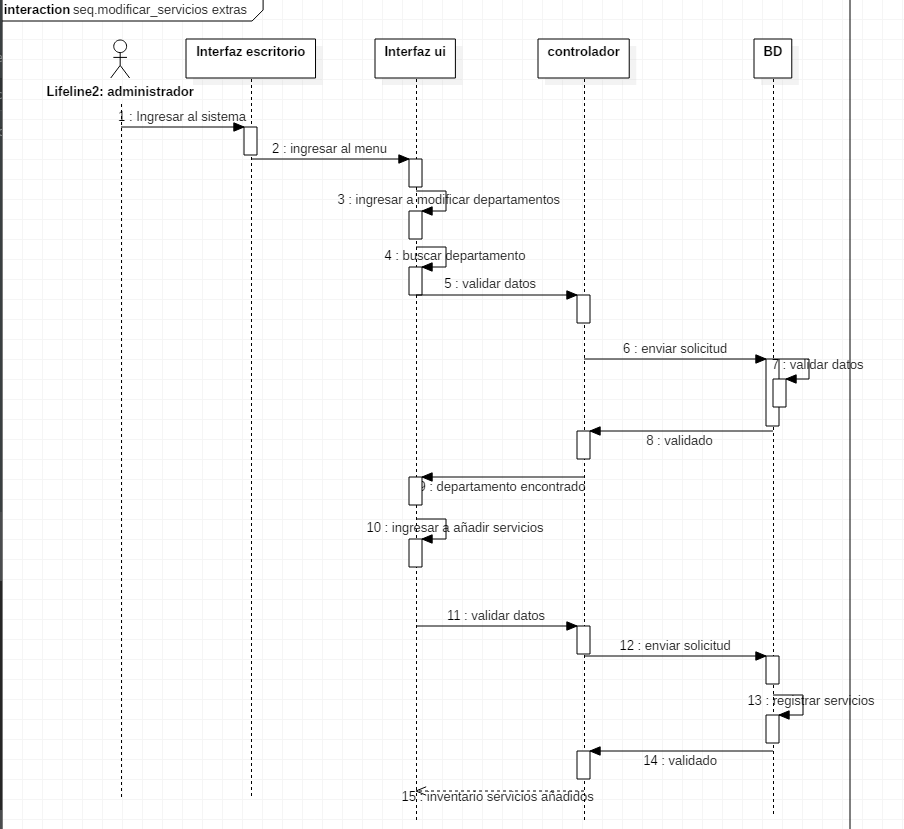 interaction seq.modificar_servicios extras
Interfaz escritorio
Interfaz ui
controlador
BD
Lifeline2: administrador
1 : Ingresar al sistema
2 : ingresar al menu
3 : ingresar a modificar departamentos
4 : buscar departamento
5 : validar datos
6 : enviar solicitud
7 : validar datos
8 : validado
9 : departamento encontrado
10 : ingresar a añadir servicios
11 : validar datos
12 : enviar solicitud
13 : registrar servicios
14 : validado
15 : inventario servicios añadidos